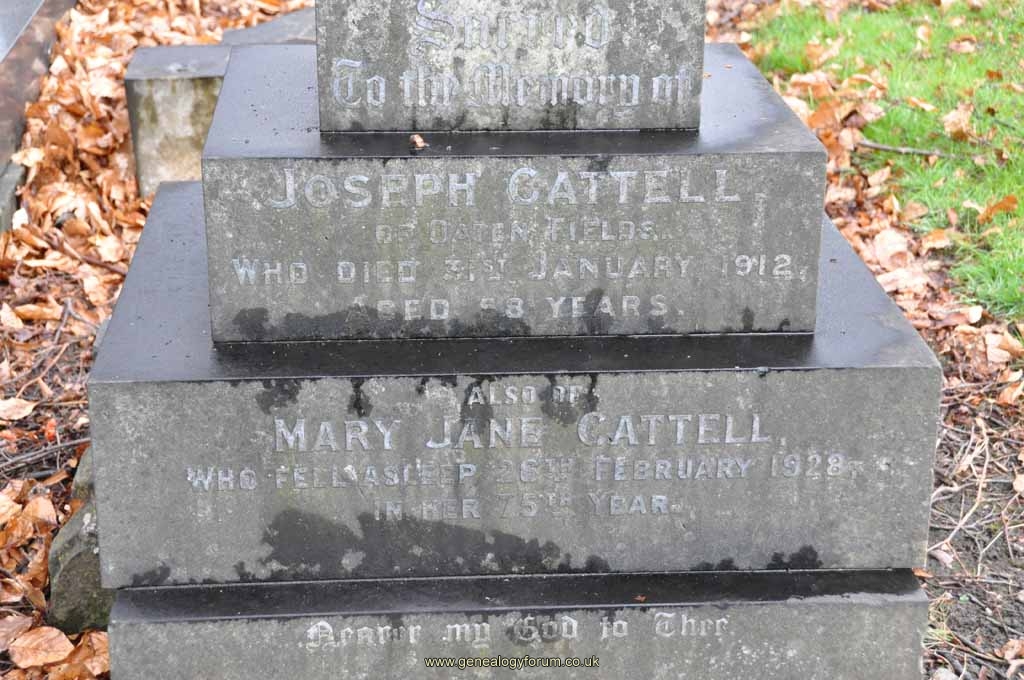 Sacred
To the Memory of
JOSEPH CATTELL,
OF OAKEN FIELDS.
WHO DIED 31ST JANUARY 1912,
AGED 58 YEARS.
ALSO OF
MARY JANE CATTELL,
WHO FELL ASLEEP 26TH FEBRUARY 1928,
IN HER 75TH YEAR.
Nearer my God to Thee
www.genealogyforum.co.uk